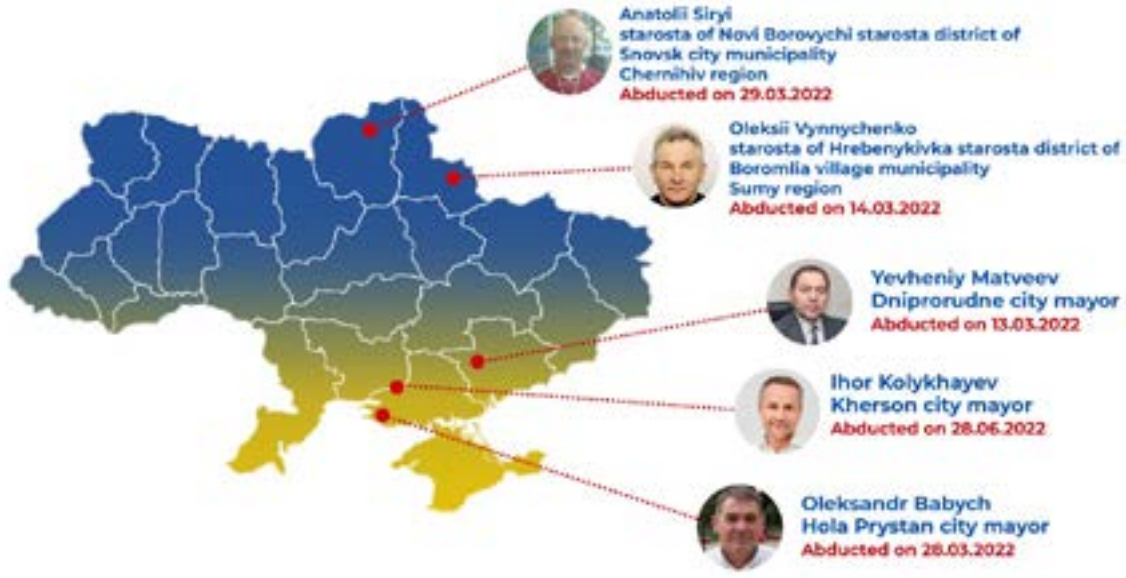 Anatolii Siryi
starosta of Novi Borovychi starosta district of
Snovsk city municipality
Chernihiv region
Abducted on 29.03.2022
Oleksii Vynnychenko
starosta of Hrebenykivka starosta district of
Boromlia village municipality
Sumy region
Abducted on 14.03.2022
Yevheniy Matveev
Dniprorudne city mayor
Abducted on 13.03.2022
Ihor Kolykhayev
Kherson city mayor
Abducted on 28.06.2022
Oleksandr Babych
Hola Prystan city mayor
Abducted on 28.03.2022